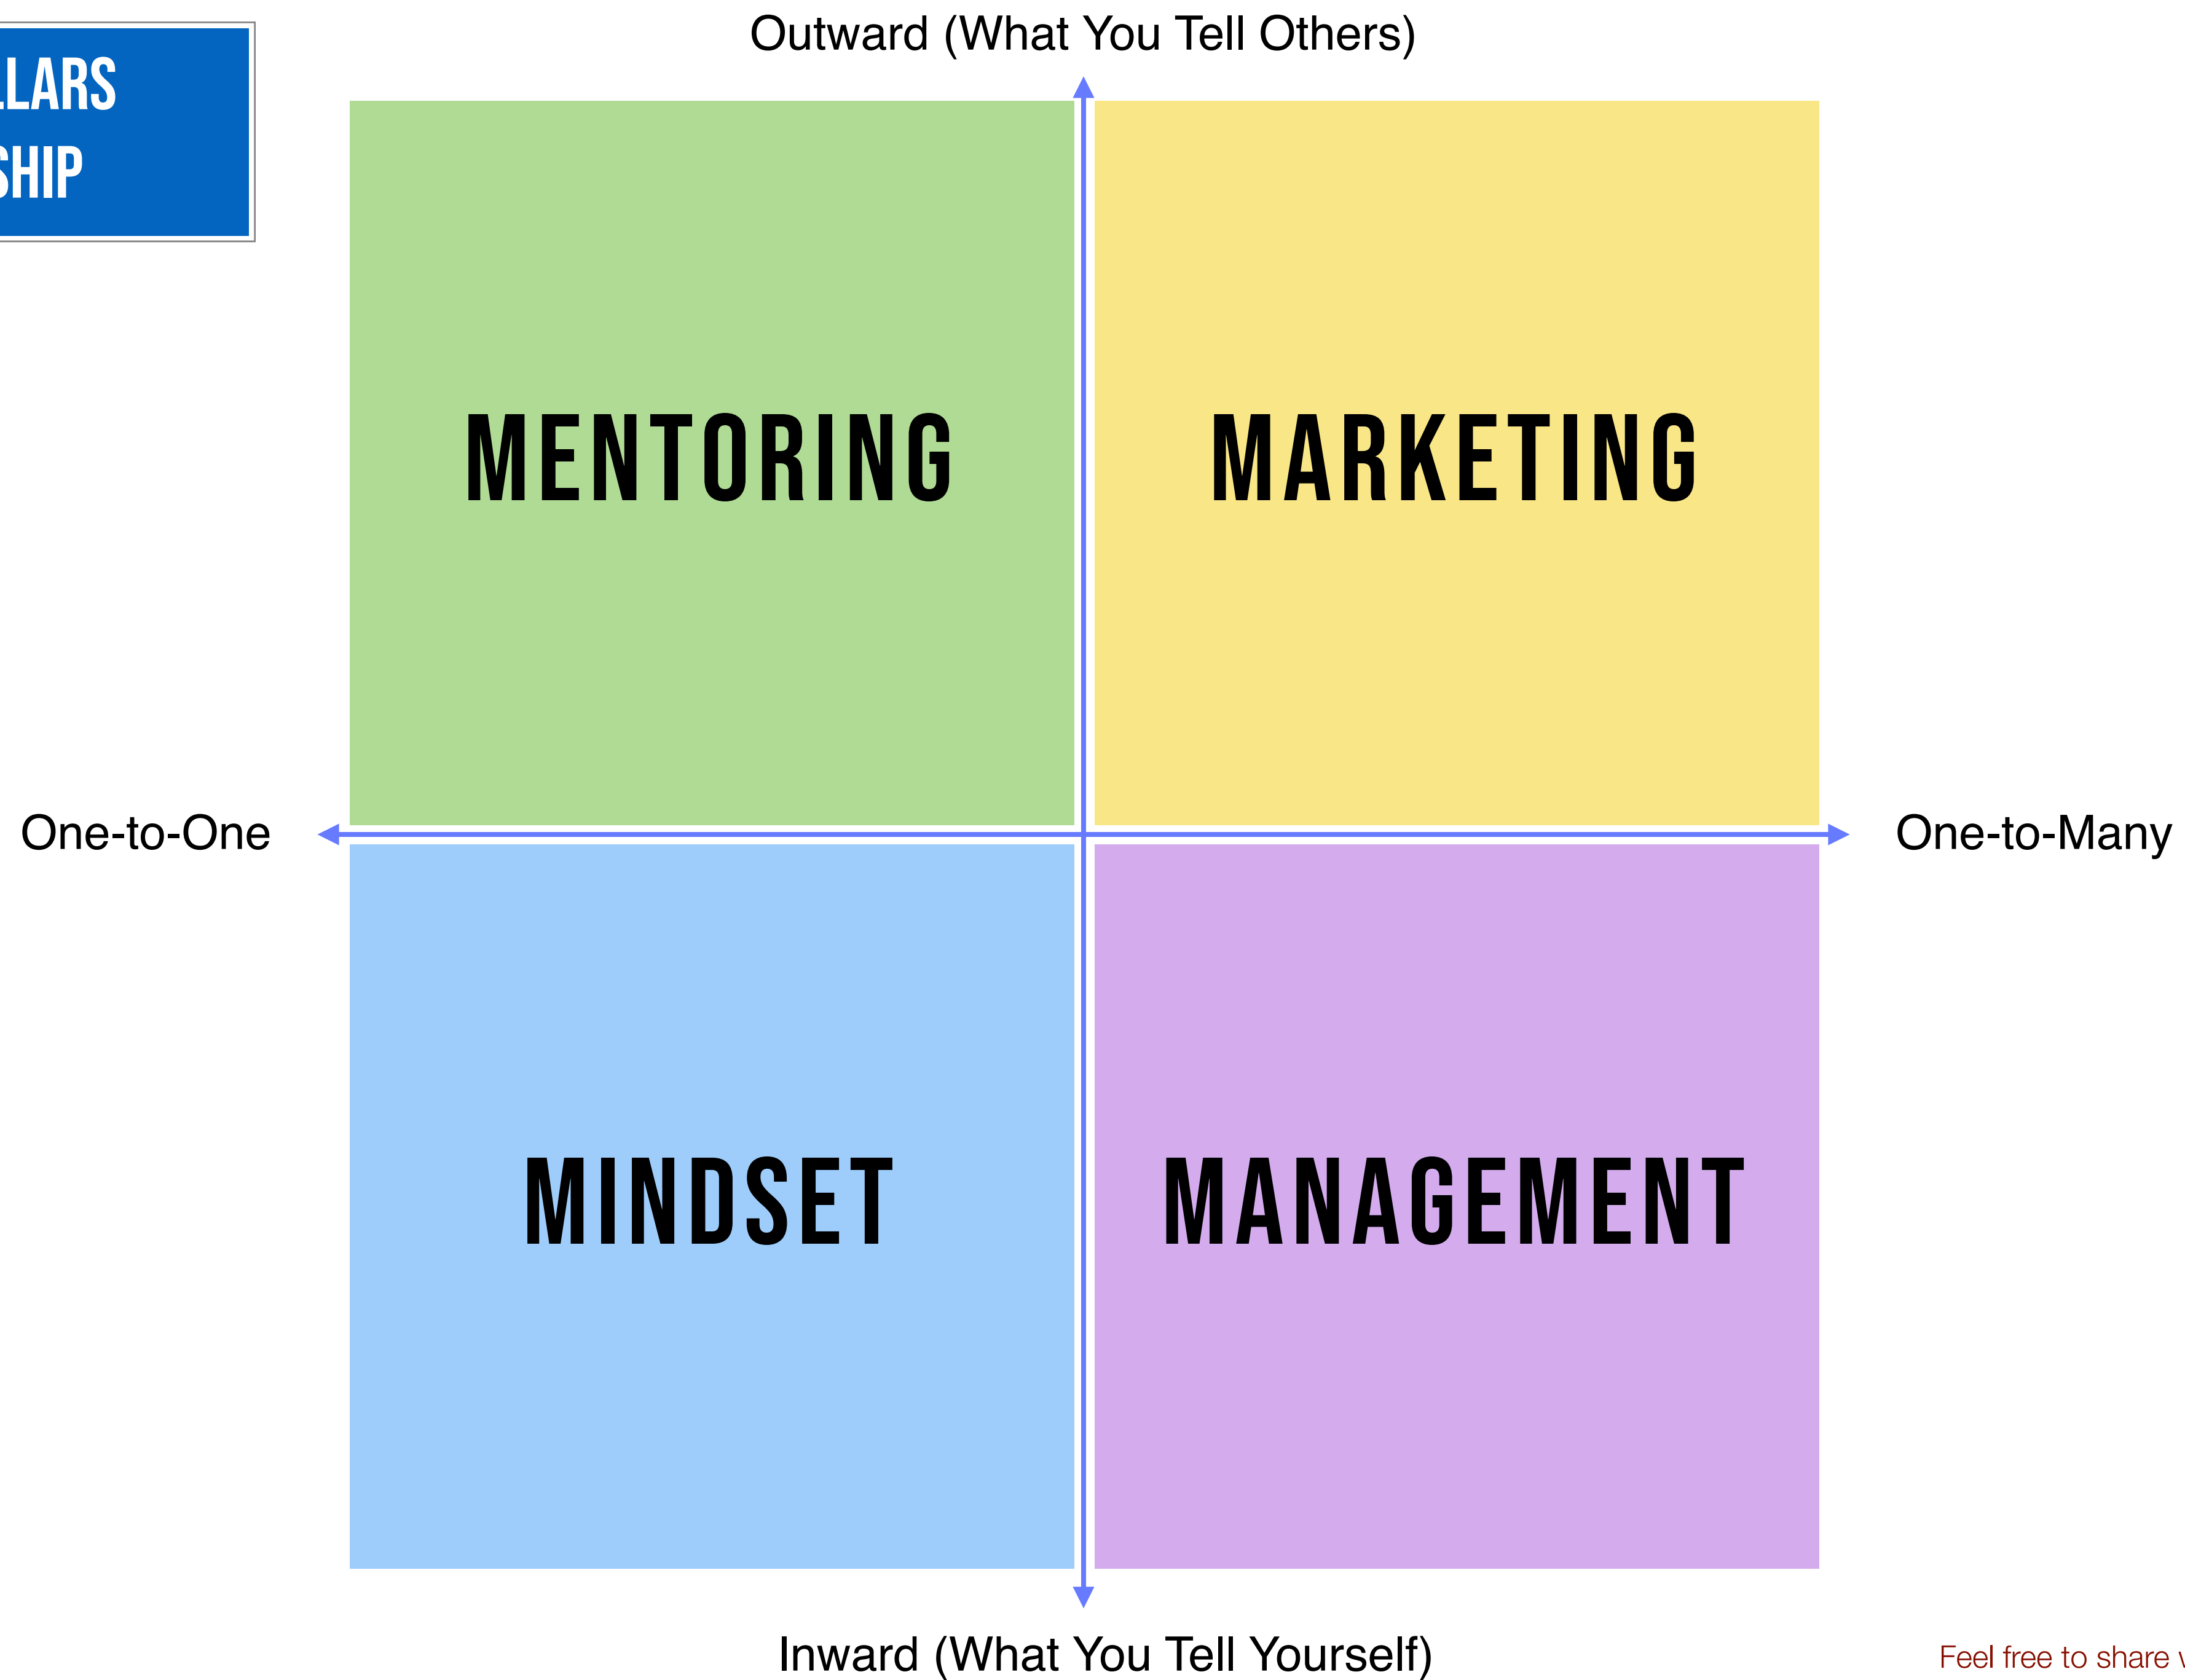 Outward (What You Tell Others)
LLARS
SHIP
MENTORING
MARKETING
One-to-One
One-to-Many
MINDSET
MANAGEMENT
Inward (What You Tell Yourself)
Feel free to share